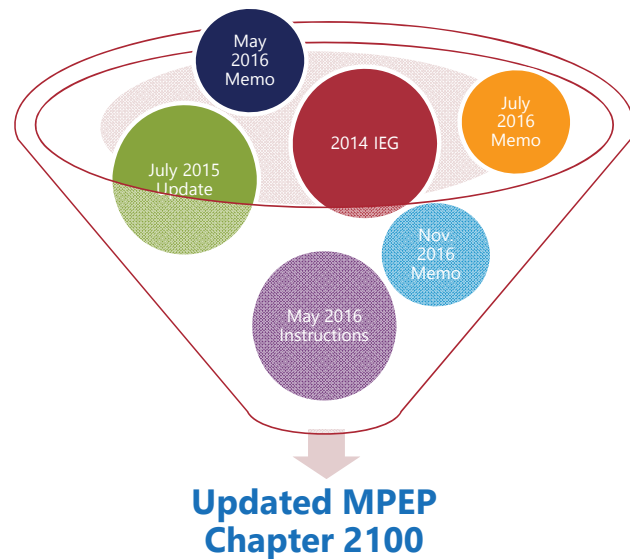 May
2016
Memo
2014 IEG
July
2016
Memo
July 2015
Update
Nov.
2016
Memo
May 2016
Instructions
Updated MPEP
Chapter 2100